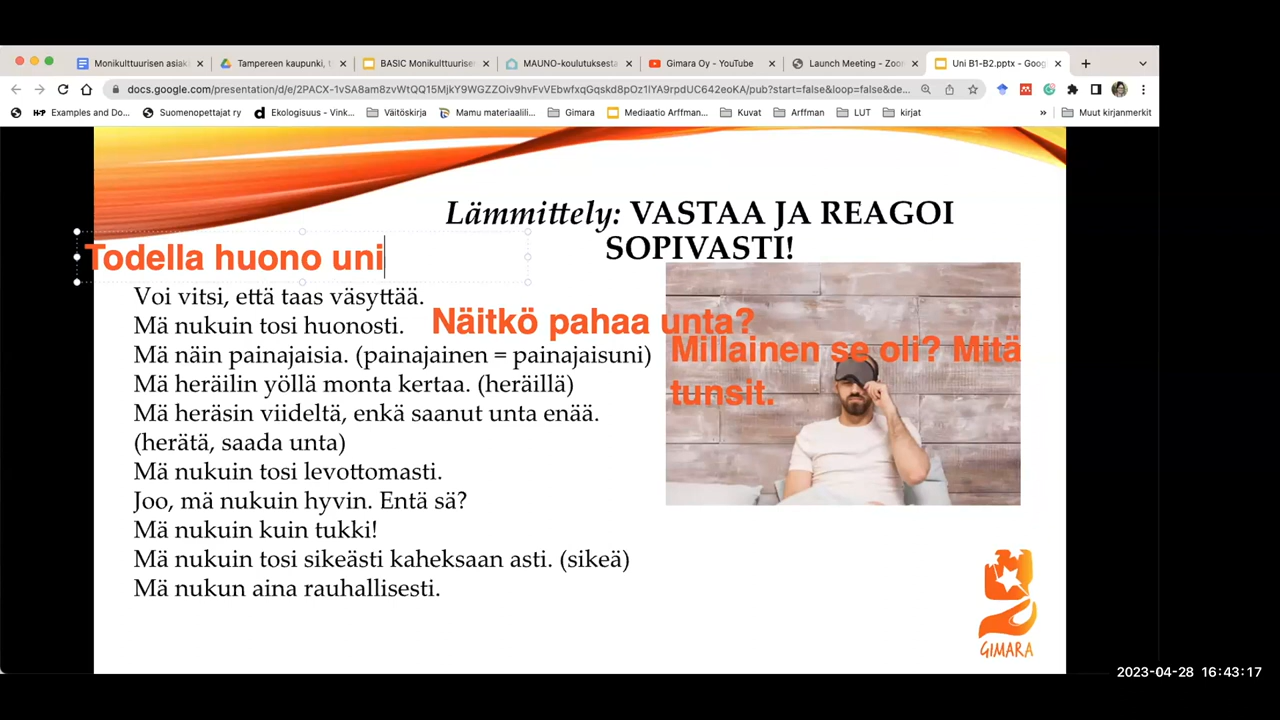 Monikulttuurisen asiak
Tampereen kaupunki, t
BASIC Monikulttuurise
MAUNO-koulutuksesta
Gimara Oy - YouTube
Launch Meeting - Zoo
Uni B1-B2.pptx - Goog
docs.google.com/presentation/d/e/2PACX-1vSA8am8zvWtQQ15MjkY9WGZZOiv9hvFvVEbwfxqGqskd8pOz1IYA9rpdUC642eoKA/pub?start=false&loop=false&de...
Examples and Do...
Suomenopettajat ry
Ekologisuus - Vink...
Väitöskirja
Mamu materiaalili...
Gimara
Mediaatio Arffman...
Kuvat
Arffman
LUT
kirjat
»
Muut kirjanmerkit
Lämmittely: VASTAA JA REAGOI
SOPIVASTI!
Todella huono uni
Voi vitsi, että taas väsyttää.
Mä nukuin tosi huonosti.
Näitkö pahaa unta?
Mä näin painajaisia. (painajainen = painajaisuni)
Millainen se oli? Mitä
tunsit.
Mä heräilin yöllä monta kertaa. (heräillä)
Mä heräsin viideltä, enkä saanut unta enää.
(herätä, saada unta)
Mä nukuin tosi levottomasti.
Joo, mä nukuin hyvin. Entä sä?
Mä nukuin kuin tukki!
Mä nukuin tosi sikeästi kaheksaan asti. (sikeä)
Mä nukun aina rauhallisesti.
GIMARA
2023-04-28 16:43:17